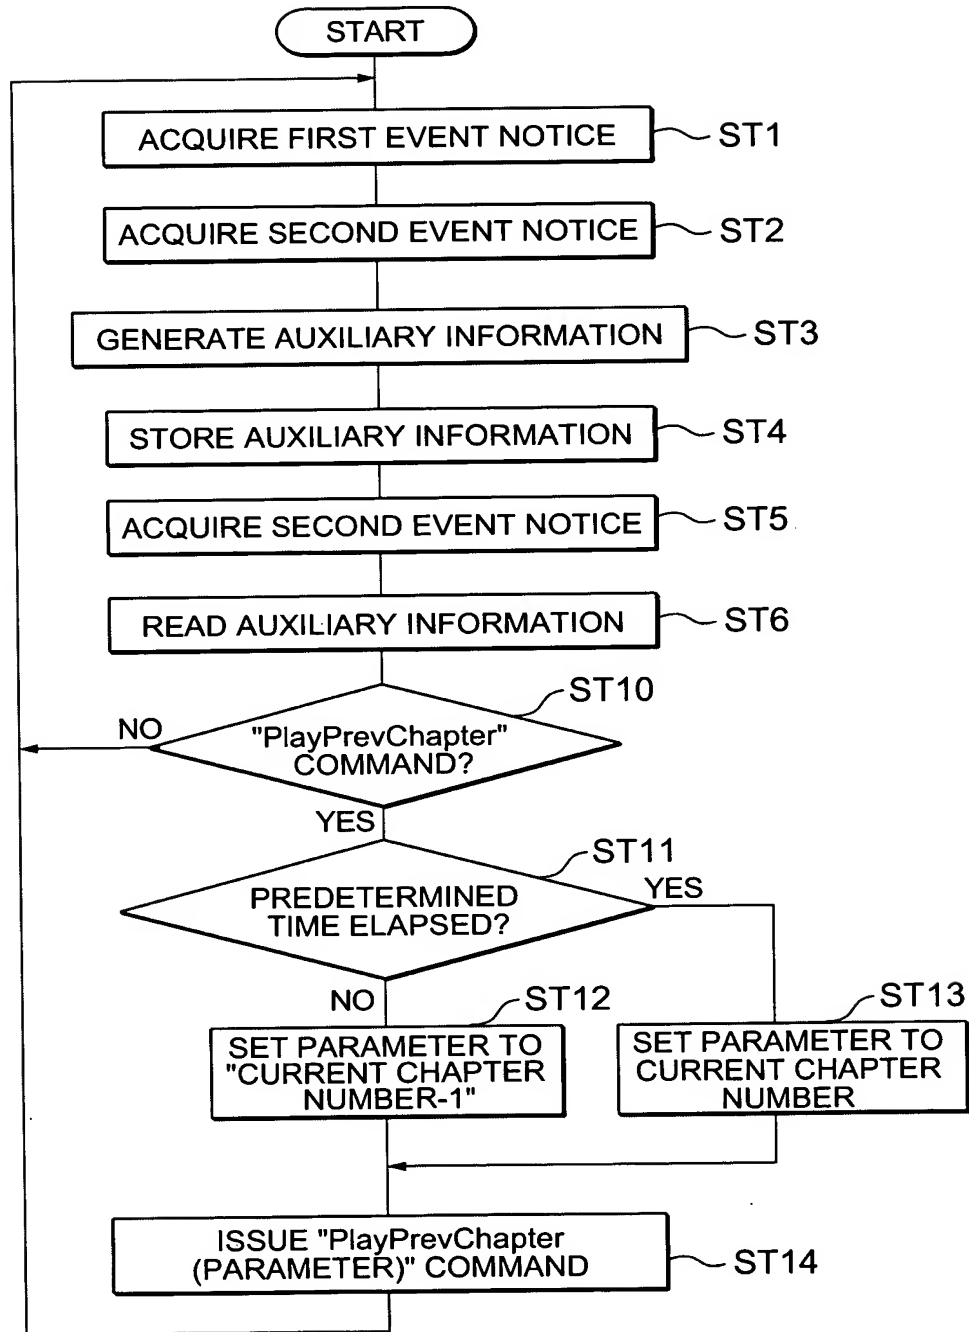 START
ACQUIRE FIRST EVENT NOTICE
ST1
ACQUIRE SECOND EVENT NOTICE
ST2
GENERATE AUXILIARY INFORMATION
ST3
STORE AUXILIARY INFORMATION
ST4
ACQUIRE SECOND EVENT NOTICE
ST5
READ AUXILIARY INFORMATION
ST6
ST10
NO
"PlayPrevChapter"
COMMAND?
YES
ST11
PREDETERMINED
TIME ELAPSED?
YES
NO
ST12
ST13
SET PARAMETER TO
"CURRENT CHAPTER
NUMBER-1"
SET PARAMETER TO
CURRENT CHAPTER
NUMBER
ISSUE "PlayPrevChapter
(PARAMETER)" COMMAND
ST14